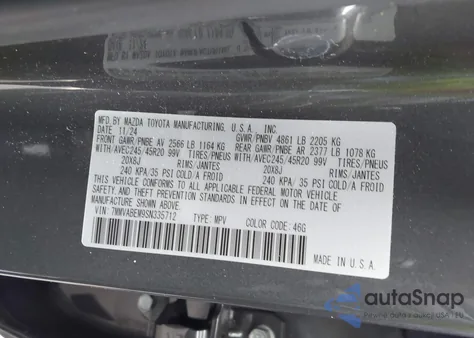 MFD. BY MAZDA TOYOTA MANUFACTURING, U.S.A., INC.
DATE: 11/24 GVWR/PNBV 4861 LB 2205 KG
FRONT GAWR/PNBE AV 2566 LB 1164 KG REAR GAWR/PNBE AR 2377 LB 1078 KG
WITH/AVEC245/45R20 99V TIRES/PNEUS WITH/AVEC245/45R20 99V TIRES/PNEUS
20X8J RIMS/JANTES 20X8J RIMS/JANTES
240 KPA/35 PSI COLD/A FROID 240 KPA/35 PSI COLD/A FROID
THIS VEHICLE CONFORMS TO ALL APPLICABLE FEDERAL MOTOR VEHICLE
SAFETY AND THEFT PREVENTION STANDARDS IN EFFECT ON THE DATE OF
MANUFACTURE SHOWN ABOVE.
VIN: 7MMVABEM9SN335712 TYPE: MPV COLOR CODE: 46G
MADE IN U.S.A.
autoSnap